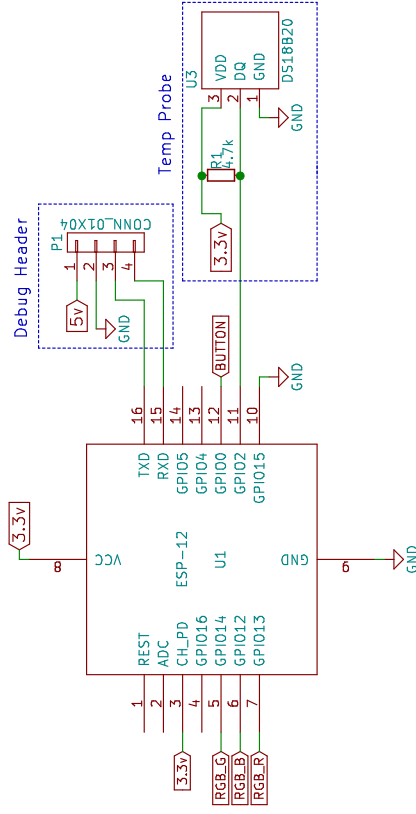 Debug Header
P1
CONN_01X04
1
2
3
4
5v
GND
Temp Probe
U3
DS18B20
VDD
DQ
GND
3
2
1
R1
4.7k
3.3v
GND
BUTTON
GND
16
15
14
13
12
11
10
TXD
RXD
GPIO5
GPIO4
GPIO0
GPIO2
GPIO15
3.3v
8
VCC
ESP-12
U1
GND
9
GND
REST
ADC
CH_PD
GPIO16
GPIO14
GPIO12
GPIO13
1
2
3
4
5
6
7
3.3v
RGB_G
RGB_B
RGB_R